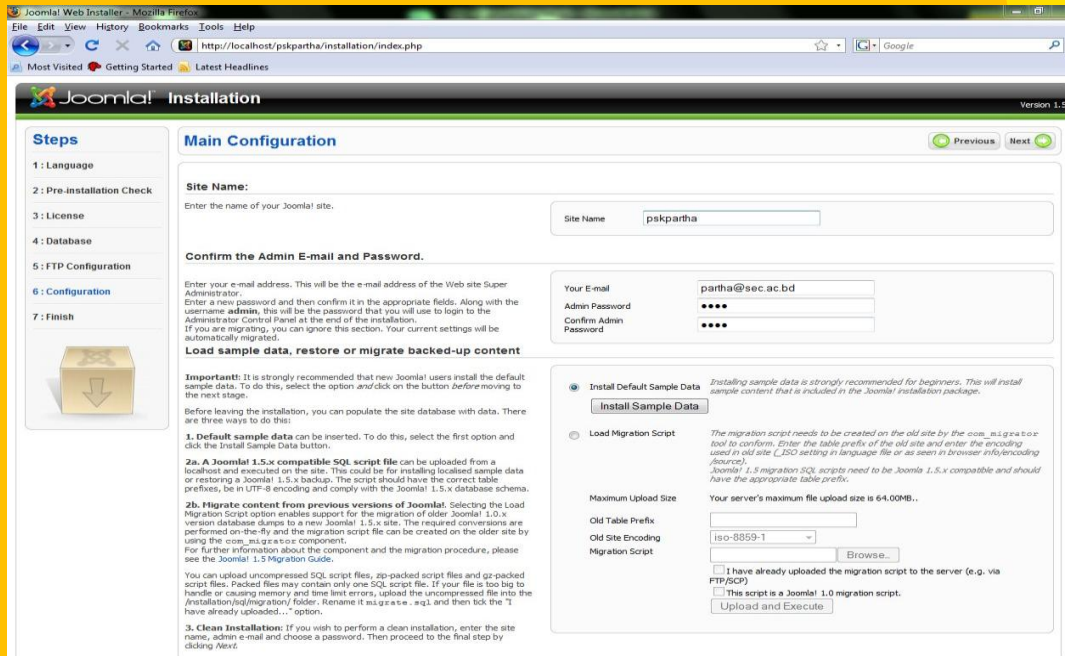 Joomla! Web Installer - Mozilla Firefox
File Edit View History Bookmarks Tools Help
http://localhost/pskpartha/installation/index.php
Google
Most Visited Getting Started Latest Headlines
Joomla! Installation
Version 1.5
Steps
1 : Language
2 : Pre-installation Check
3 : License
4 : Database
5 : FTP Configuration
6 : Configuration
7 : Finish
Main Configuration
Previous Next
Site Name:
Enter the name of your Joomla! site.
Site Name pskpartha
Confirm the Admin E-mail and Password.
Enter your e-mail address. This will be the e-mail address of the Web site Super
Administrator.
Enter a new password and then confirm it in the appropriate fields. Along with the
username admin, this will be the password that you will use to login to the
Administrator Control Panel at the end of the installation.
If you are migrating, you can ignore this section. Your current settings will be
automatically migrated.
Your E-mail partha@sec.ac.bd
Admin Password ••••
Confirm Admin
Password ••••
Load sample data, restore or migrate backed-up content
Important!: It is strongly recommended that new Joomla! users install the default
sample data. To do this, select the option and click on the button before moving to
the next stage.
Before leaving the installation, you can populate the site database with data. There
are three ways to do this:
1. Default sample data can be inserted. To do this, select the first option and
click the Install Sample Data button.
2a. A Joomla! 1.5.x compatible SQL script file can be uploaded from a
localhost and executed on the site. This could be for installing localised sample data
or restoring a Joomla! 1.5.x backup. The script should have the correct table
prefixes, be in UTF-8 encoding and comply with the Joomla! 1.5.x database schema.
2b. Migrate content from previous versions of Joomla!. Selecting the Load
Migration Script option enables support for the migration of older Joomla! 1.0.x
version database dumps to a new Joomla! 1.5.x site. The required conversions are
performed on-the-fly and the migration script file can be created on the older site by
using the com_migrator component.
For further information about the component and the migration procedure, please
see the Joomla! 1.5 Migration Guide.
You can upload uncompressed SQL script files, zip-packed script files and gz-packed
script files. Packed files may contain only one SQL script file. If your file is too big to
handle or causing memory and time limit errors, upload the uncompressed file into the
/installation/sql/migration/ folder. Rename it migrate.sql and then tick the "I
have already uploaded..." option.
3. Clean Installation: If you wish to perform a clean installation, enter the site
name, admin e-mail and choose a password. Then proceed to the final step by
clicking Next.
Install Default Sample Data
Installing sample data is strongly recommended for beginners. This will install
sample content that is included in the Joomla! installation package.
Install Sample Data
Load Migration Script
The migration script needs to be created on the old site by the com_migrator
tool to conform. Enter the table prefix of the old site and enter the encoding
used in old site (_ISO setting in language file or as seen in browser info/encoding
/source).
Joomla! 1.5 migration SQL scripts need to be Joomla 1.5.x compatible and should
have the appropriate table prefix.
Maximum Upload Size Your server's maximum file upload size is 64.00MB..
Old Table Prefix
Old Site Encoding iso-8859-1
Migration Script Browse..
I have already uploaded the migration script to the server (e.g. via
FTP/SCP)
This script is a Joomla! 1.0 migration script.
Upload and Execute